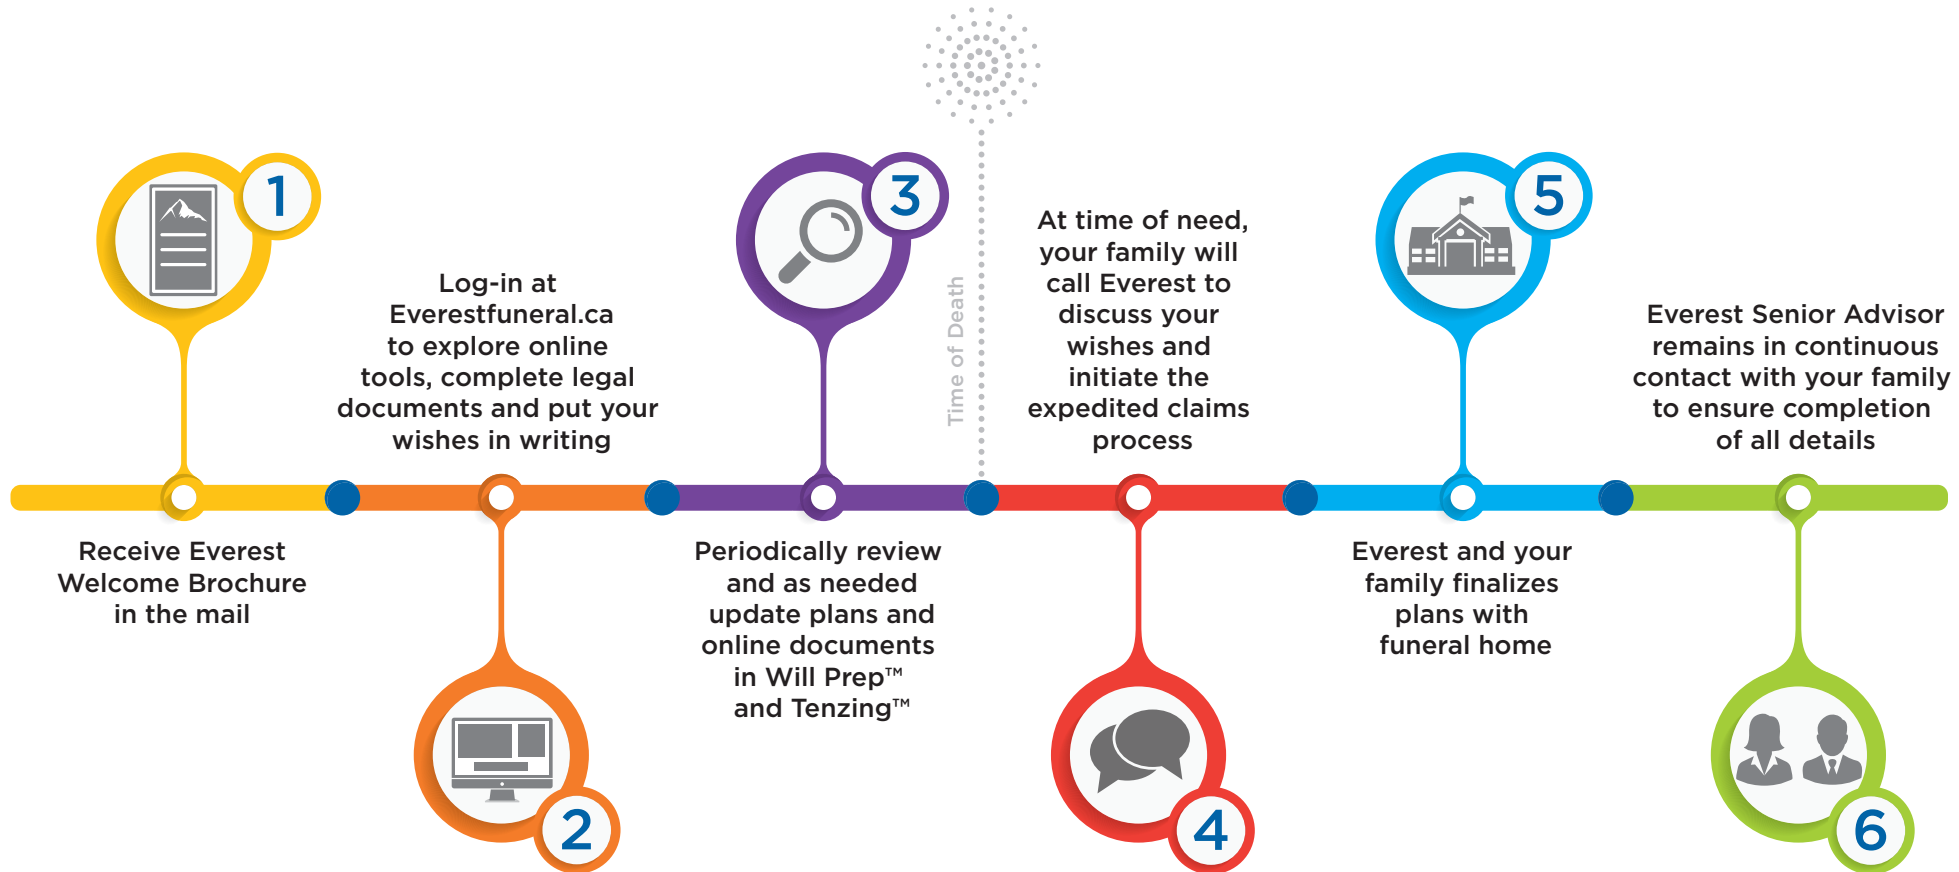 1
Receive Everest
Welcome Brochure
in the mail
Log-in at
Everestfuneral.ca
to explore online
tools, complete legal
documents and put your
wishes in writing
2
3
Periodically review
and as needed
update plans and
online documents
in Will Prep™
and Tenzing™
Time of Death
At time of need,
your family will
call Everest to
discuss your
wishes and
initiate the
expedited claims
process
4
5
Everest and your
family finalizes
plans with
funeral home
Everest Senior Advisor
remains in continuous
contact with your family
to ensure completion
of all details
6